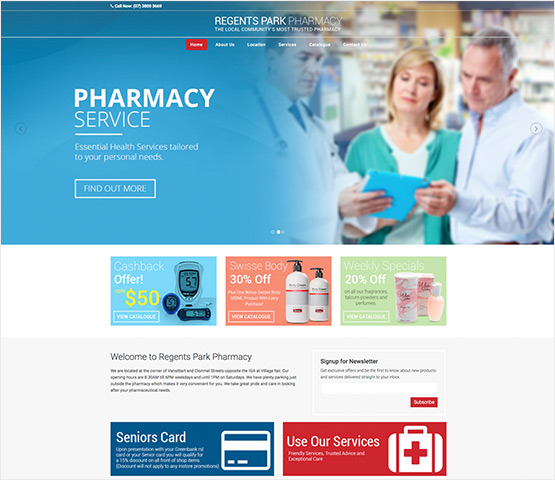 Call Now: (07) 3800 3669
REGENTS PARK PHARMACY
THE LOCAL COMMUNITY'S MOST TRUSTED PHARMACY
Home About Us Location Services Catalogue Contact Us
PHARMACY
SERVICE
Essential Health Services tailored
to your personal needs.
FIND OUT MORE
Cashback
Offer!
$50
VIEW CATALOGUE
Swisse Body
30% Off
Plus One Bonus Swisse Body
500ML Product With Every
Purchase!
VIEW CATALOGUE
Weekly Specials
20% Off
on all our fragrances,
talcum powders and
perfumes
VIEW CATALOGUE
Welcome to Regents Park Pharmacy
We are located at the corner of Vansittart and Clonmel Streets opposite the IGA at Village fair. Our
opening hours are 8:30AM till 6PM weekdays and until 1PM on Saturdays. We have plenty parking just
outside the pharmacy which makes it very convenient for you. We take great pride and care in looking
after your pharmaceutical needs.
Signup for Newsletter
Get exclusive offers and be the first to know about new products
and services delivered straight to your inbox.
Subscribe
Seniors Card
Upon presentation with your Greenbank rsl
card or your Senior card you will qualify for
a 15% discount on all front of shop items
(Discount will not apply to any instore promotions)
Use Our Services
Friendly Services, Trusted Advice and
Exceptional Care